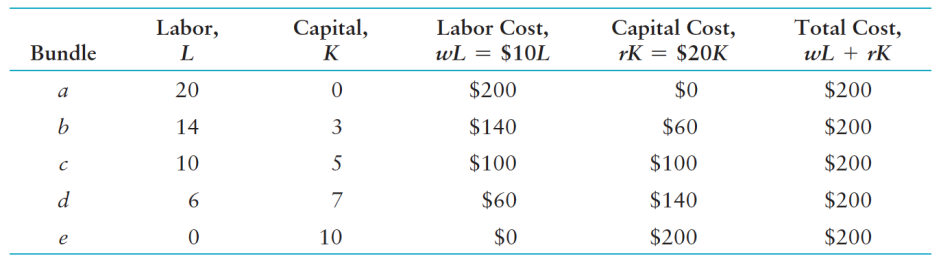 Bundle Labor, L Capital, K Labor Cost, wL = $10L Capital Cost, rK = $20K Total Cost, wL + rK
a 20 0 $200 $0 $200
b 14 3 $140 $60 $200
c 10 5 $100 $100 $200
d 6 7 $60 $140 $200
e 0 10 $0 $200 $200